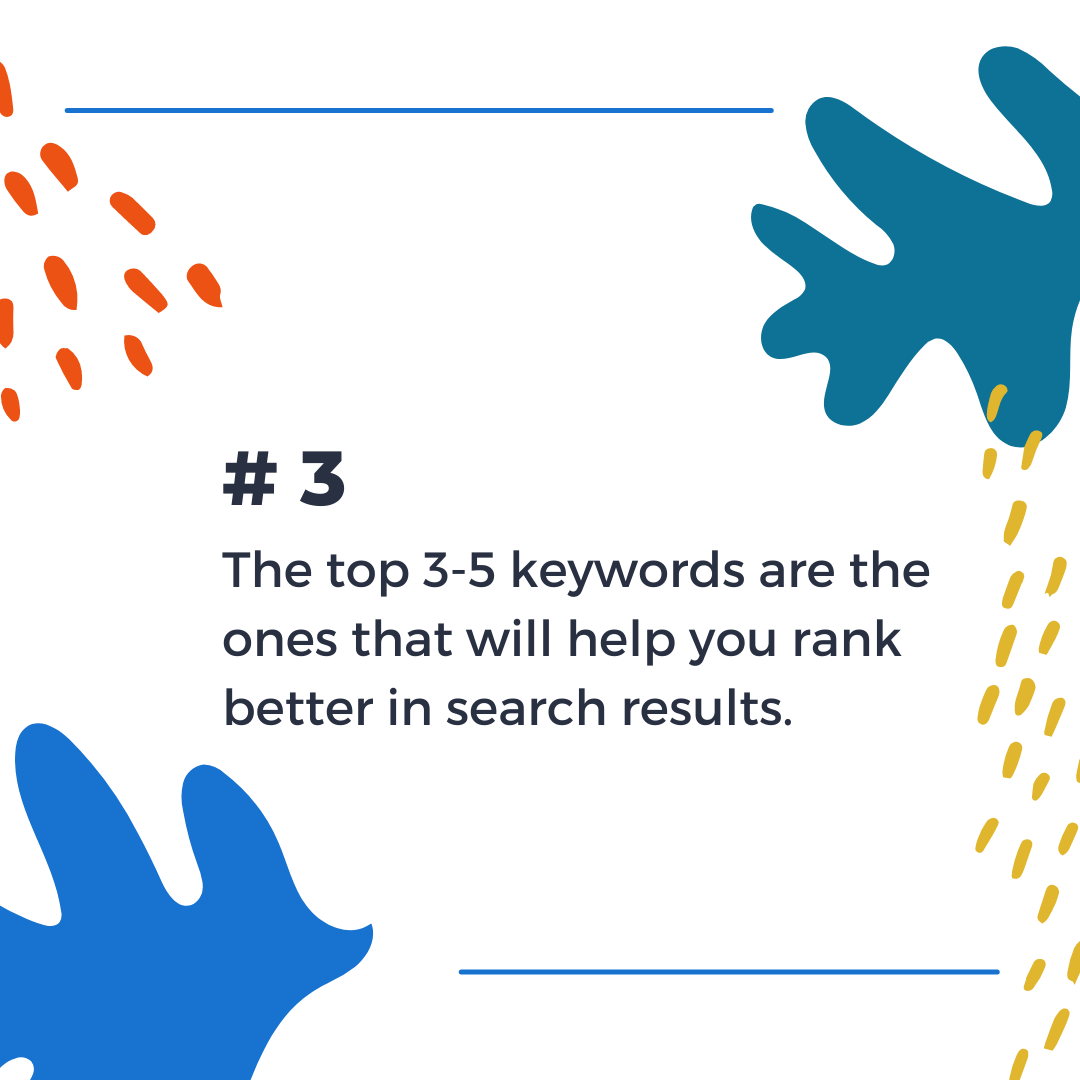 # 3
The top 3-5 keywords are the
ones that will help you rank
better in search results.